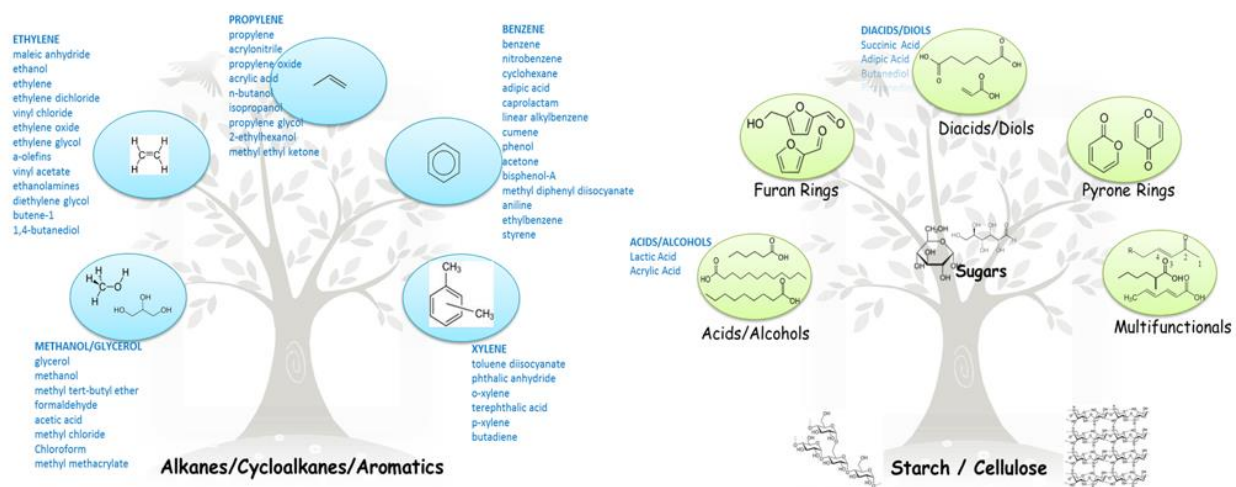 ETHYLENE
maleic anhydride
ethanol
ethylene
ethylene dichloride
vinyl chloride
ethylene oxide
ethylene glycol
a-olefins
vinyl acetate
ethanolamines
diethylene glycol
butene-1
1,4-butanediol
PROPYLENE
propylene
acrylonitrile
propylene oxide
acrylic acid
n-butanol
isopropanol
propylene glycol
2-ethylhexanol
methyl ethyl ketone
BENZENE
benzene
nitrobenzene
cyclohexane
adipic acid
caprolactam
linear alkylbenzene
cumene
phenol
acetone
bisphenol-A
methyl diphenyl diisocyanate
aniline
ethylbenzene
styrene
H H
C=C
H H
H
H C O H
H
OH
HO OH
CH3
CH3
METHANOL/GLYCEROL
glycerol
methanol
methyl tert-butyl ether
formaldehyde
acetic acid
methyl chloride
Chloroform
methyl methacrylate
XYLENE
toluene diisocyanate
phthalic anhydride
o-xylene
terephthalic acid
p-xylene
butadiene
Alkanes/Cycloalkanes/Aromatics
DIACIDS/DIOLS
Succinic Acid
Adipic Acid
Butanediol
Diacids/Diols
Furan Rings
Pyrone Rings
ACIDS/ALCOHOLS
Lactic Acid
Acrylic Acid
Sugars
Acids/Alcohols
Multifunctionals
Starch / Cellulose